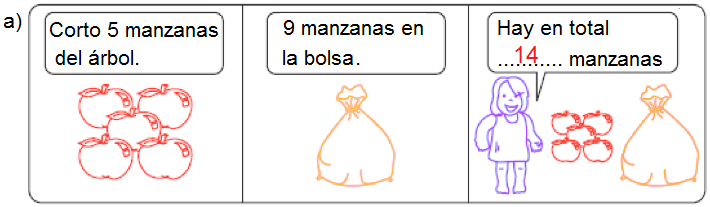 a)
Corto 5 manzanas
del árbol.
9 manzanas en
la bolsa.
Hay en total
....14....... manzanas